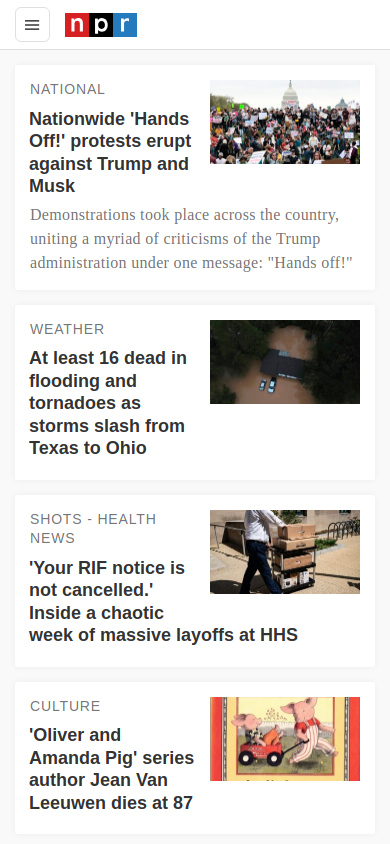 npr
NATIONAL
Nationwide 'Hands
Off!' protests erupt
against Trump and
Musk
Demonstrations took place across the country,
uniting a myriad of criticisms of the Trump
administration under one message: "Hands off!"
WEATHER
At least 16 dead in
flooding and
tornadoes as
storms slash from
Texas to Ohio
SHOTS - HEALTH
NEWS
'Your RIF notice is
not cancelled.'
Inside a chaotic
week of massive layoffs at HHS
CULTURE
'Oliver and
Amanda Pig' series
author Jean Van
Leeuwen dies at 87